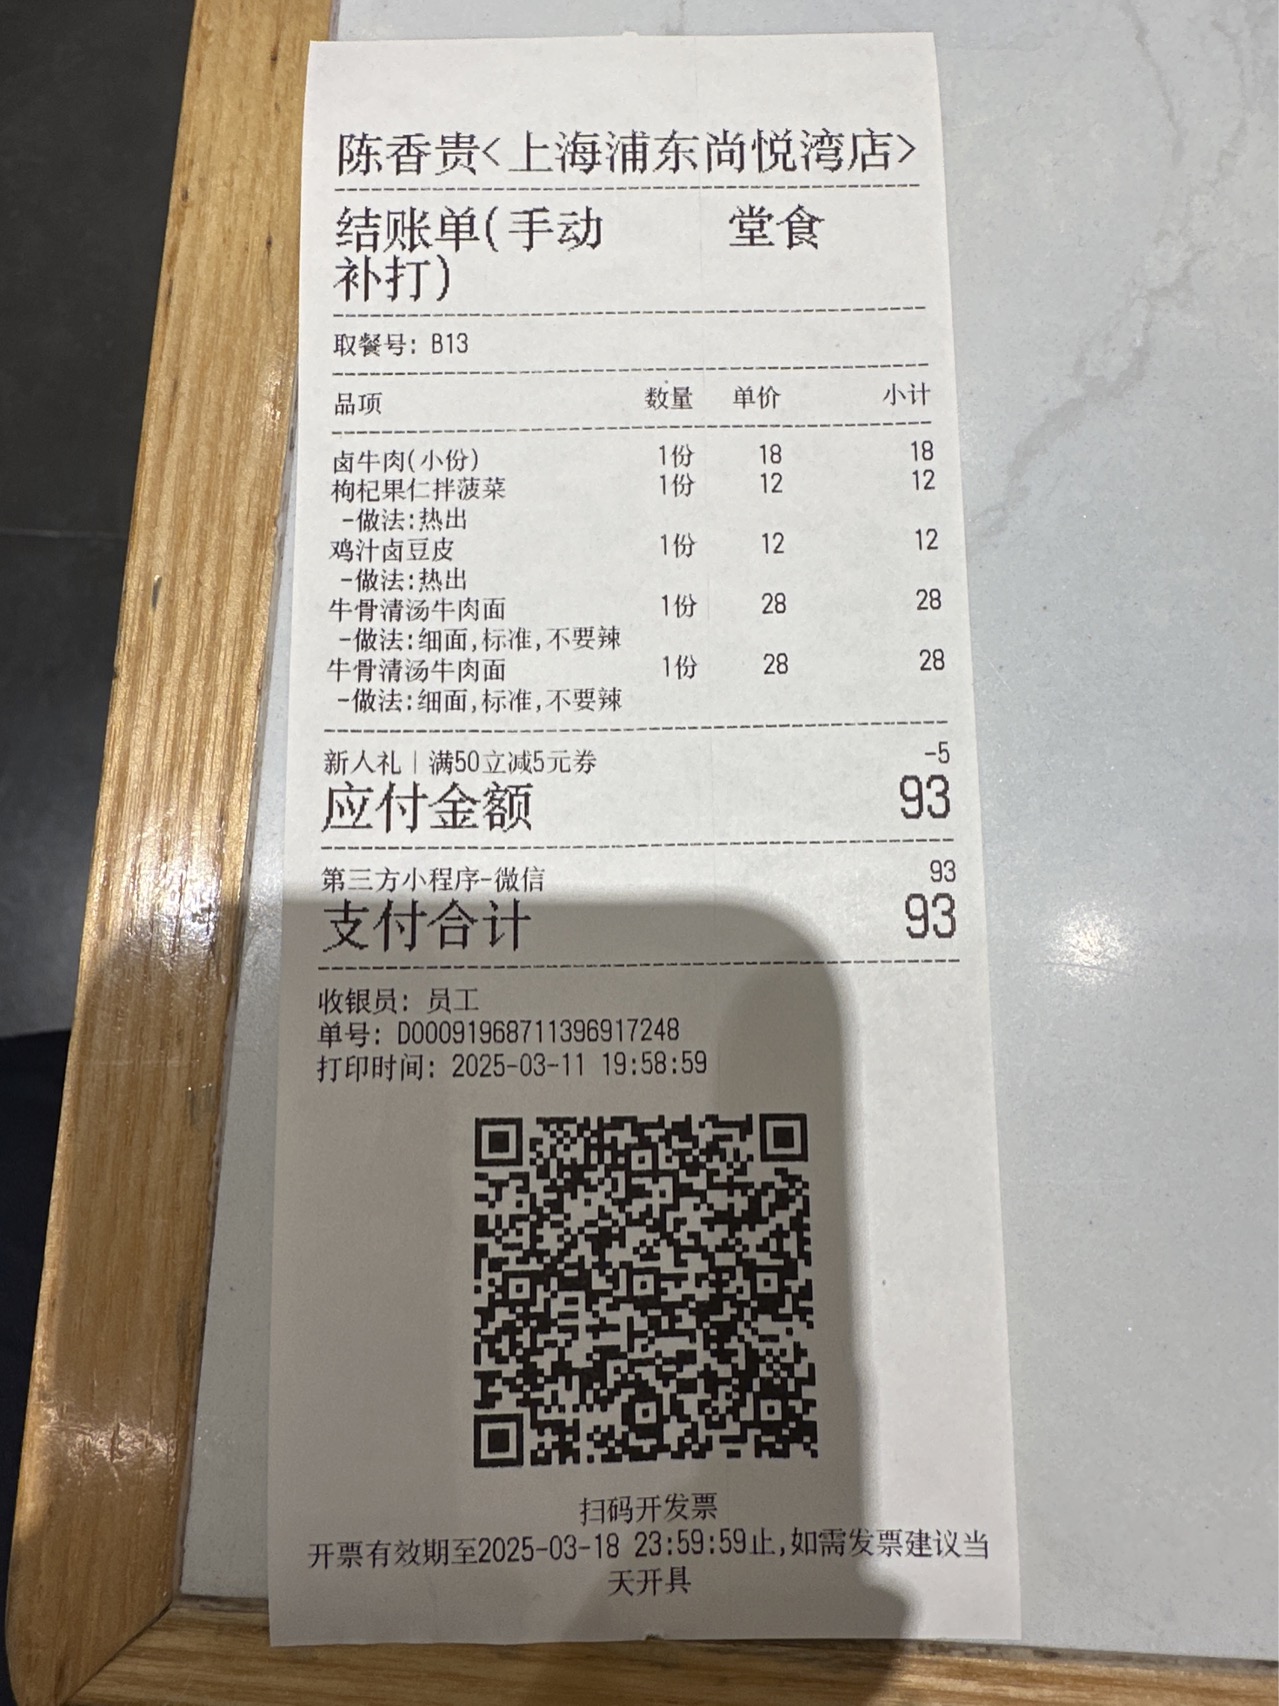 陈香贵<上海浦东尚悦湾店>
结账单(手动 堂食
补打)
取餐号: B13
品项 数量 单价 小计
卤牛肉(小份) 1份 18 18
枸杞果仁拌菠菜 1份 12 12
-做法:热出
鸡汁卤豆皮 1份 12 12
-做法:热出
牛骨清汤牛肉面 1份 28 28
-做法:细面,标准,不要辣
牛骨清汤牛肉面 1份 28 28
-做法:细面,标准,不要辣
新人礼|满50立减5元券 -5
应付金额 93
第三方小程序-微信 93
支付合计 93
收银员: 员工
单号: D00091968711396917248
打印时间: 2025-03-11 19:58:59
扫码开发票
开票有效期至2025-03-18 23:59:59止,如需发票建议当
天开具